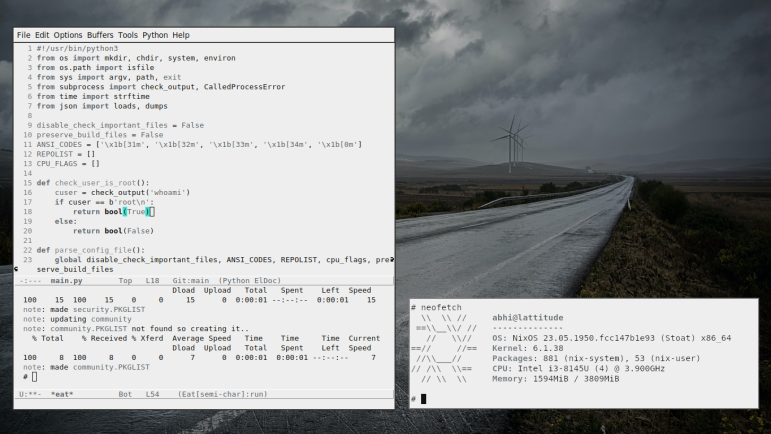 File Edit Options Buffers Tools Python Help
1 #!/usr/bin/python3
2 from os import mkdir, chdir, system, environ
3 from os.path import isfile
4 from sys import argv, path, exit
5 from subprocess import check_output, CalledProcessError
6 from time import strftime
7 from json import loads, dumps
8
9 disable_check_important_files = False
10 preserve_build_files = False
11 ANSI_CODES = ['\x1b[31m', '\x1b[32m', '\x1b[33m', '\x1b[34m', '\x1b[0m']
12 REPOLIST = []
13 CPU_FLAGS = []
14
15 def check_user_is_root():
16     cuser = check_output('whoami')
17     if cuser == b'root\n':
18         return bool(True)
19     else:
20         return bool(False)
21
22 def parse_config_file():
23     global disable_check_important_files, ANSI_CODES, REPOLIST, cpu_flags, pre
serve_build_files
-:--- main.py Top L18 Git:main (Python ElDoc)
Dload Upload Total Spent Left Speed
100 15 100 15 0 0 15 0 0:00:01 --:--:-- 0:00:01 15
note: made security.PKGLIST
note: updating community
note: community.PKGLIST not found so creating it..
% Total % Received % Xferd Average Speed Time Time Time Current
Dload Upload Total Spent Left Speed
100 8 100 8 0 0 7 0 0:00:01 0:00:01 --:--:-- 7
note: made community.PKGLIST
#
U:**- *eat* Bot L54 (Eat[semi-char]:run)
# neofetch
abhi@lattitude
--------------
OS: NixOS 23.05.1950.fcc147b1e93 (Stoat) x86_64
Kernel: 6.1.38
Packages: 881 (nix-system), 53 (nix-user)
CPU: Intel i3-8145U (4) @ 3.900GHz
Memory: 1594MiB / 3809MiB
#